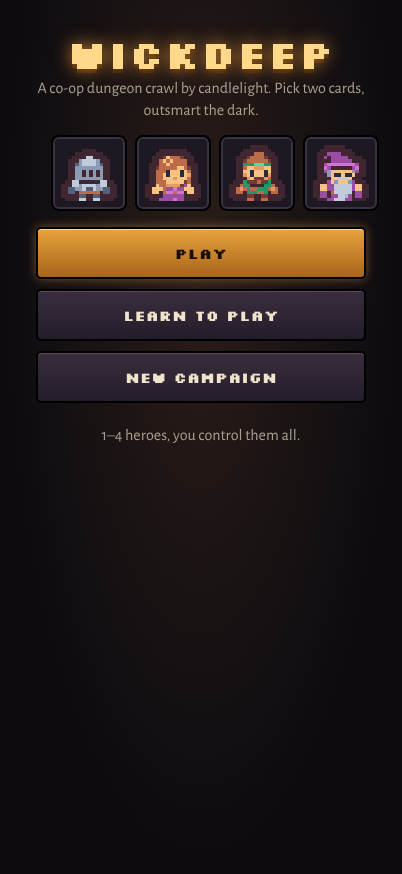 WICKDEEP
A co-op dungeon crawl by candlelight. Pick two cards,
outsmart the dark.
PLAY
LEARN TO PLAY
NEW CAMPAIGN
1–4 heroes, you control them all.